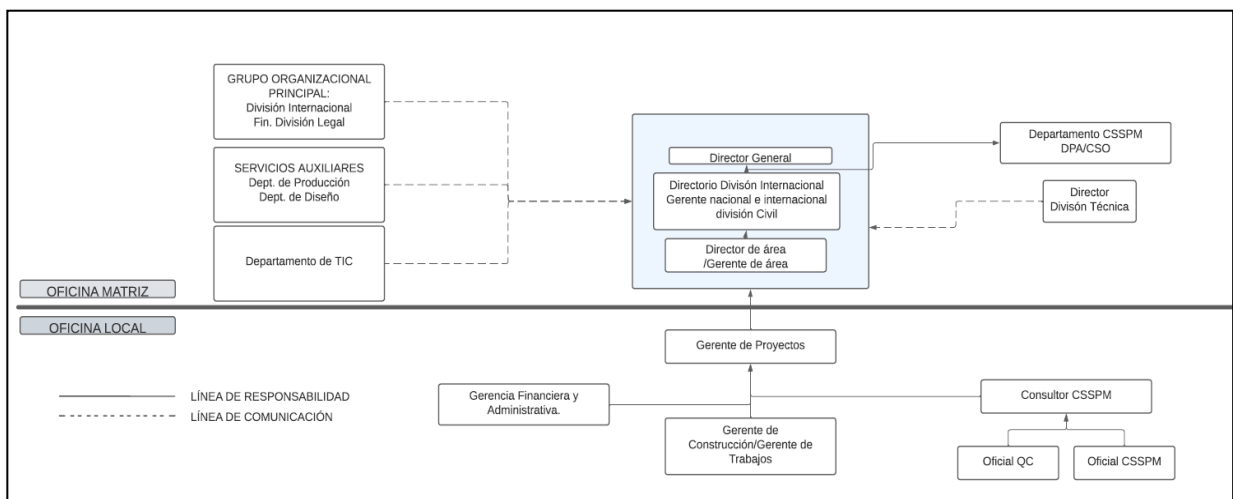 GRUPO ORGANIZACIONAL
PRINCIPAL:
División Internacional
Fin. División Legal
SERVICIOS AUXILIARES
Dept. de Producción
Dept. de Diseño
Departamento de TIC
OFICINA MATRIZ
Director General
Directorio Divisón Internacional
Gerente nacional e internacional
división Civil
Director de área
/Gerente de área
Departamento CSSPM
DPA/CSO
Director
Divisón Técnica
OFICINA LOCAL
LÍNEA DE RESPONSABILIDAD
LÍNEA DE COMUNICACIÓN
Gerente de Proyectos
Gerencia Financiera y
Administrativa.
Gerente de
Construcción/Gerente de
Trabajos
Consultor CSSPM
Oficial QC
Oficial CSSPM